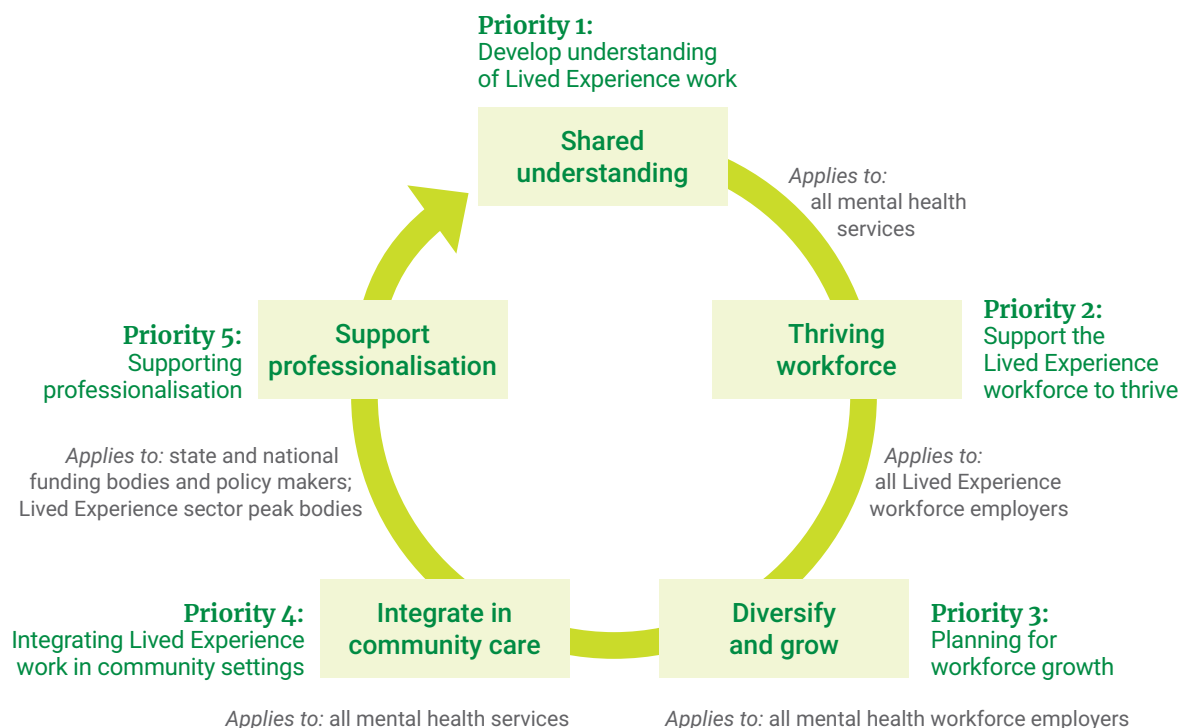 Priority 1:
Develop understanding
of Lived Experience work
Shared
understanding
Applies to:
all mental health
services
Priority 2:
Support the
Lived Experience
workforce to thrive
Thriving
workforce
Applies to:
all Lived Experience
workforce employers
Priority 3:
Planning for
workforce growth
Diversify
and grow
Applies to: all mental health workforce employers
Priority 4:
Integrating Lived Experience
work in community settings
Integrate in
community care
Applies to: all mental health services
Priority 5:
Supporting
professionalisation
Support
professionalisation
Applies to: state and national
funding bodies and policy makers;
Lived Experience sector peak bodies